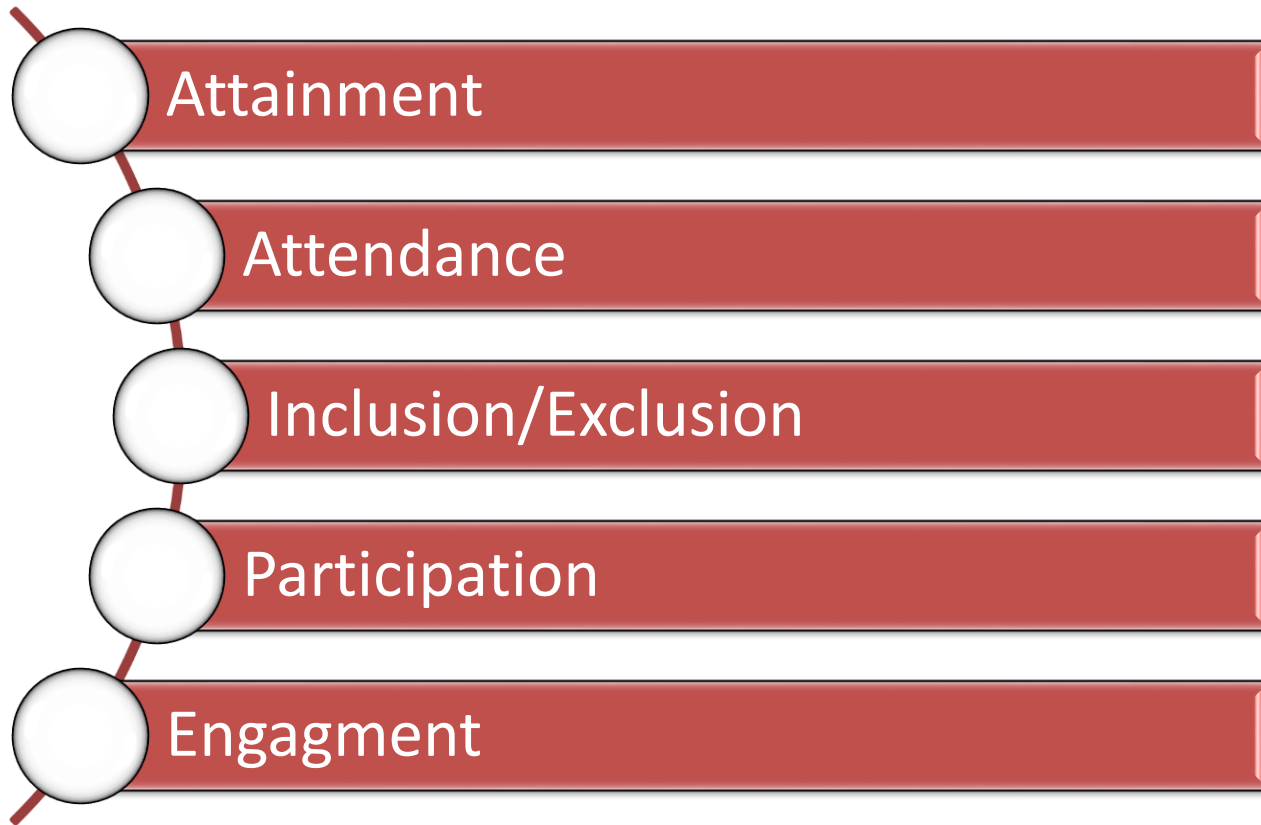 Attainment
Attendance
Inclusion/Exclusion
Participation
Engagment